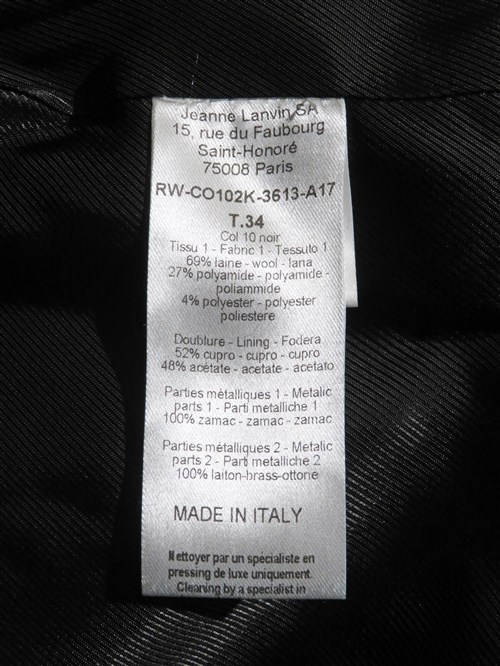 Jeanne Lanvin SA
15, rue du Faubourg
Saint-Honoré
75008 Paris
RW-CO102K-3613-A17
T.34
Col 10 noir
Tissu 1 - Fabric 1 - Tessuto 1
69% laine - wool - lana
27% polyamide - polyamide -
poliammide
4% polyester - polyester
poliestere
Doublure - Lining - Fodera
52% cupro - cupro - cupro
48% acétate - acetate - acetato
Parties métalliques 1 - Metalic
parts 1 - Parti metalliche 1
100% zamac - zamac - zamac
Parties métalliques 2 - Metalic
parts 2 - Parti metalliche 2
100% laiton-brass-ottone
MADE IN ITALY
Nettoyer par un specialiste en
pressing de luxe uniquement.
Cleaning by a specialist in